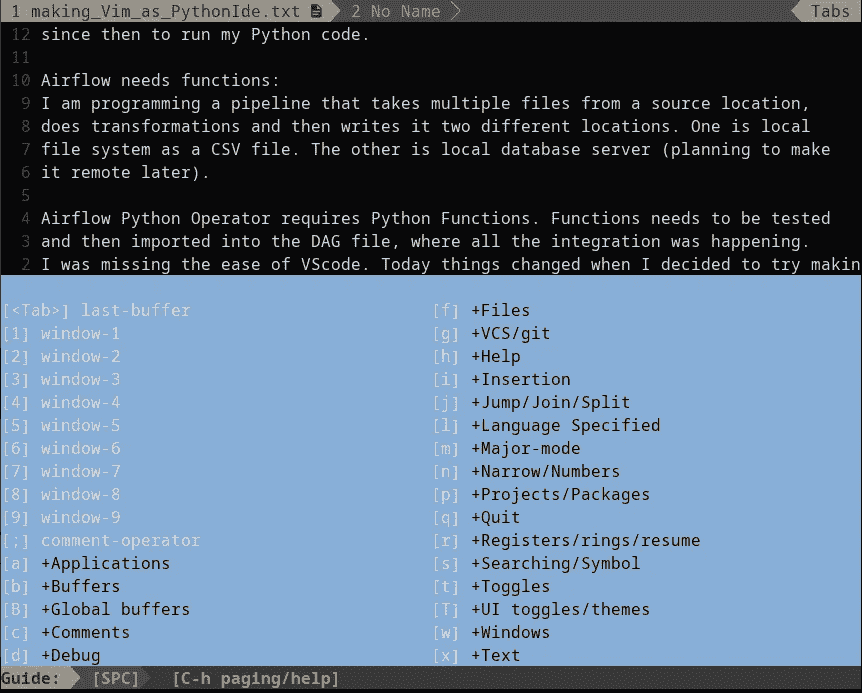 1 making_Vim_as_PythonIde.txt 2 No Name Tabs
12 since then to run my Python code.
11
10 Airflow needs functions:
9 I am programming a pipeline that takes multiple files from a source location,
8 does transformations and then writes it two different locations. One is local
7 file system as a CSV file. The other is local database server (planning to make
6 it remote later).
5
4 Airflow Python Operator requires Python Functions. Functions needs to be tested
3 and then imported into the DAG file, where all the integration was happening.
2 I was missing the ease of VScode. Today things changed when I decided to try makin
[<Tab>] last-buffer
[1] window-1
[2] window-2
[3] window-3
[4] window-4
[5] window-5
[6] window-6
[7] window-7
[8] window-8
[9] window-9
[;] comment-operator
[a] +Applications
[b] +Buffers
[B] +Global buffers
[c] +Comments
[d] +Debug
[f] +Files
[g] +VCS/git
[h] +Help
[i] +Insertion
[j] +Jump/Join/Split
[l] +Language Specified
[m] +Major-mode
[n] +Narrow/Numbers
[p] +Projects/Packages
[q] +Quit
[r] +Registers/rings/resume
[s] +Searching/Symbol
[t] +Toggles
[T] +UI toggles/themes
[w] +Windows
[x] +Text
Guide: [SPC] [C-h paging/help]